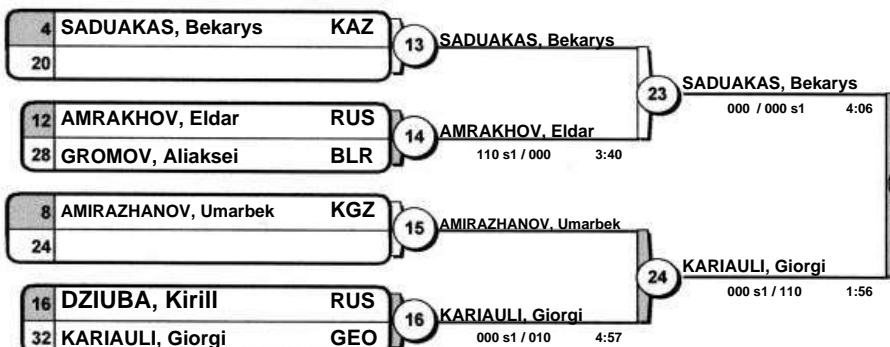 4 SADUAKAS, Bekarys KAZ
20
13 SADUAKAS, Bekarys
12 AMRAKHOV, Eldar RUS
28 GROMOV, Aliaksei BLR
14 AMRAKHOV, Eldar
110 s1 / 000 3:40
23 SADUAKAS, Bekarys
000 / 000 s1 4:06
8 AMIRAZHANOV, Umarbek KGZ
24
15 AMIRAZHANOV, Umarbek
16 DZIUBA, Kirill RUS
32 KARIAULI, Giorgi GEO
16 KARIAULI, Giorgi
000 s1 / 010 4:57
24 KARIAULI, Giorgi
000 s1 / 110 1:56